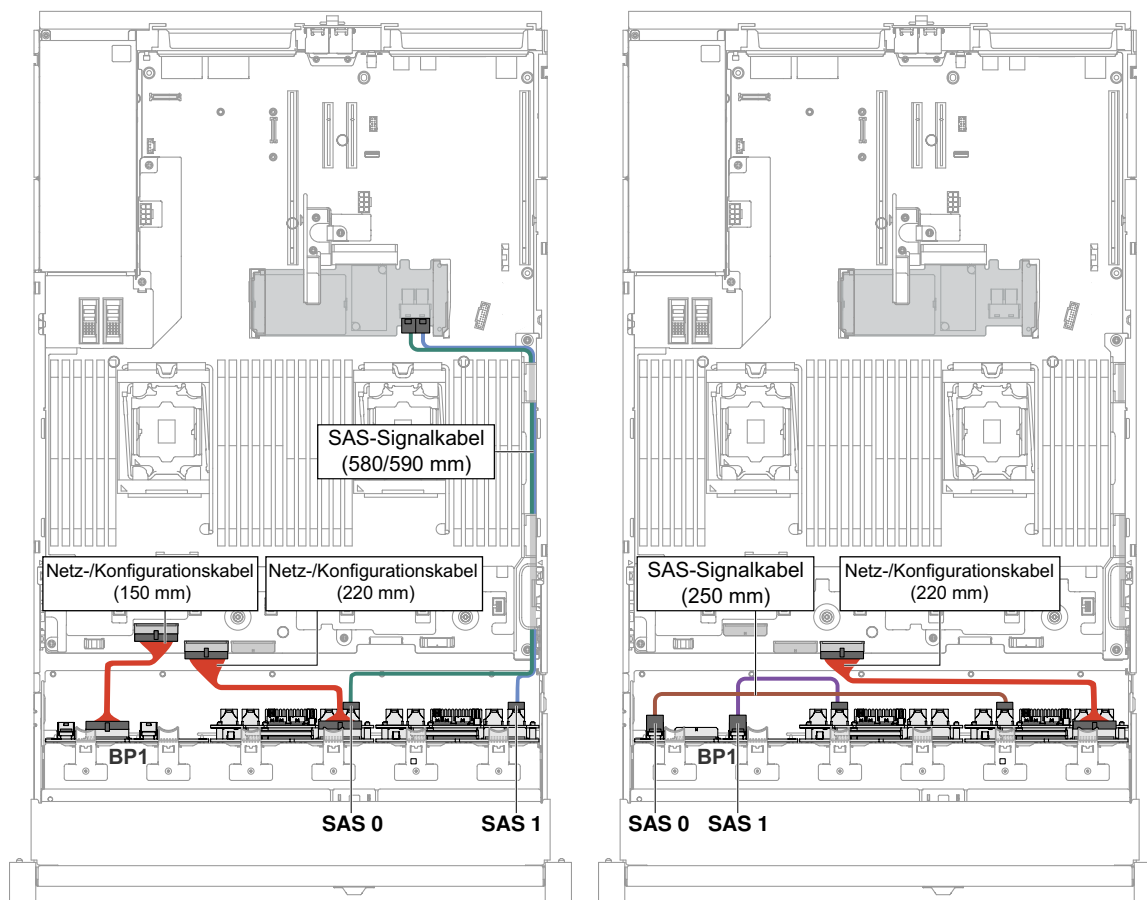 SAS-Signalkabel
(580/590 mm)
Netz-/Konfigurationskabel
(150 mm)
Netz-/Konfigurationskabel
(220 mm)
BP1
SAS 0
SAS 1
SAS-Signalkabel
(250 mm)
Netz-/Konfigurationskabel
(220 mm)
BP1
SAS 0
SAS 1